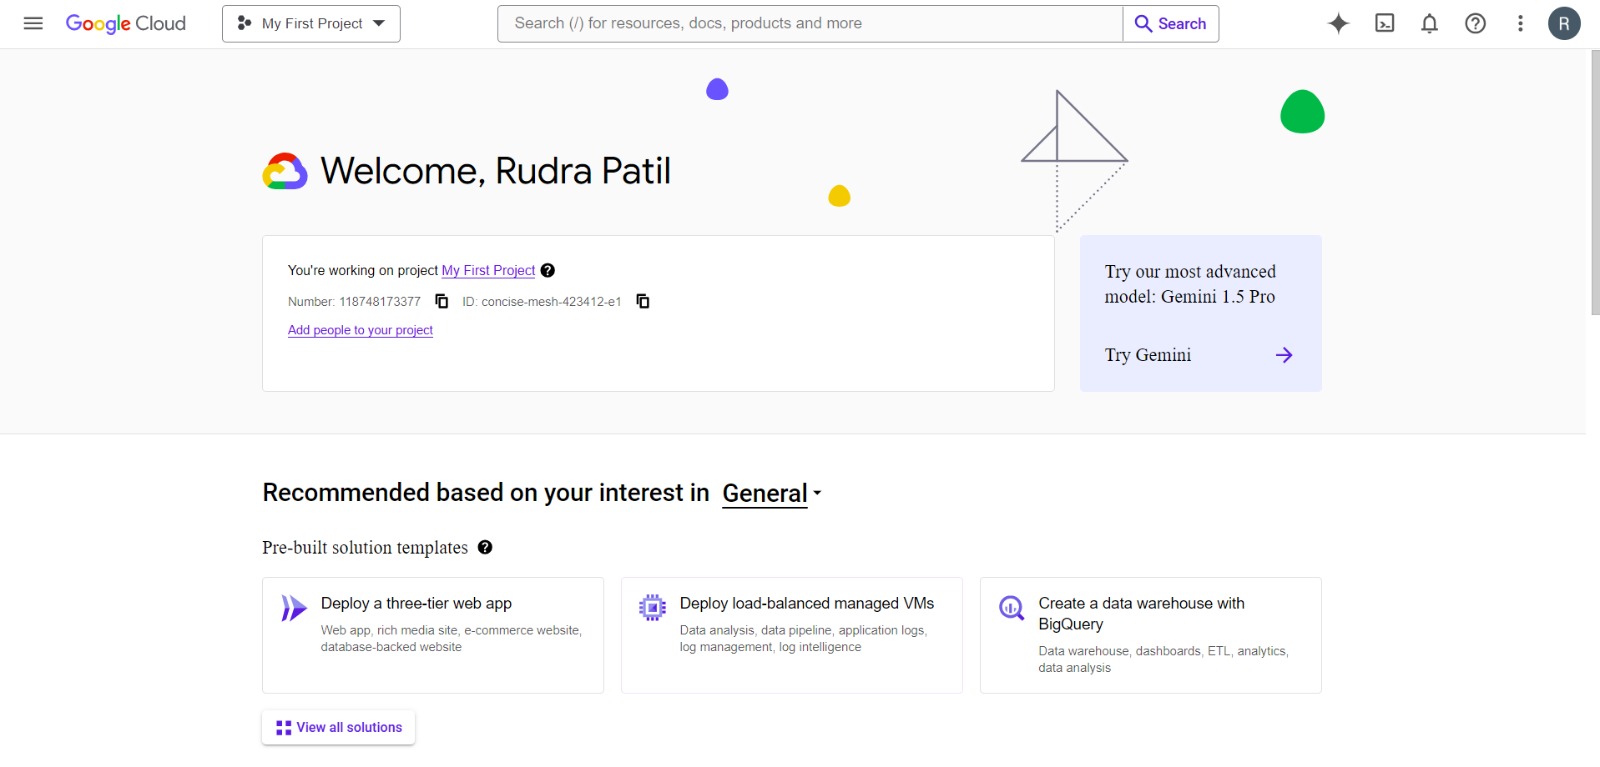 Google Cloud
My First Project
Search (/) for resources, docs, products and more
Search
R
Welcome, Rudra Patil
You're working on project My First Project
Number: 118748173377 ID: concise-mesh-423412-e1
Add people to your project
Try our most advanced
model: Gemini 1.5 Pro
Try Gemini
Recommended based on your interest in General
Pre-built solution templates
Deploy a three-tier web app
Web app, rich media site, e-commerce website,
database-backed website
Deploy load-balanced managed VMs
Data analysis, data pipeline, application logs,
log management, log intelligence
Create a data warehouse with
BigQuery
Data warehouse, dashboards, ETL, analytics,
data analysis
View all solutions